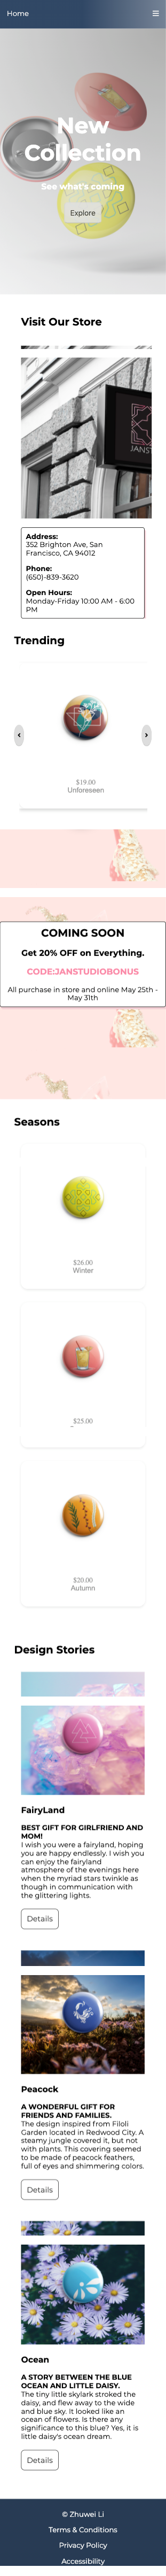 Home
New
Collection
See what's coming
Explore
Visit Our Store
JANST
Address:
352 Brighton Ave, San
Francisco, CA 94012
Phone:
(650)-839-3620
Open Hours:
Monday-Friday 10:00 AM - 6:00
PM
Trending
$19.00
Unforeseen
COMING SOON
Get 20% OFF on Everything.
CODE:JANSTUDIOBONUS
All purchase in store and online May 25th -
May 31th
Seasons
$26.00
Winter
$25.00
$20.00
Autumn
Design Stories
FairyLand
BEST GIFT FOR GIRLFRIEND AND
MOM!
I wish you were a fairyland, hoping
you are happy endlessly. I wish you
can enjoy the fairyland
atmosphere of the evenings here
when the myriad stars twinkle as
though in communication with
the glittering lights.
Details
Peacock
A WONDERFUL GIFT FOR
FRIENDS AND FAMILIES.
The design inspired from Filoli
Garden located in Redwood City. A
steamy jungle covered it, but not
with plants. This covering seemed
to be made of peacock feathers,
full of eyes and shimmering colors.
Details
Ocean
A STORY BETWEEN THE BLUE
OCEAN AND LITTLE DAISY.
The tiny little skylark stroked the
daisy, and flew away to the wide
and blue sky. It looked like an
ocean of flowers. Is there any
significance to this blue? Yes, it is
little daisy's ocean dream.
Details
© Zhuwei Li
Terms & Conditions
Privacy Policy
Accessibility